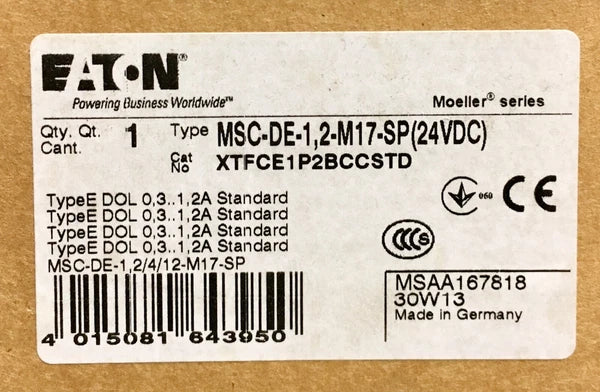 EATON®
Powering Business Worldwide™
Moeller® series
Qty. Qt. Cant. 1
Type MSC-DE-1,2-M17-SP(24VDC)
Cat No XTFCE1P2BCCSTD
TypeE DOL 0,3..1,2A Standard
TypeE DOL 0,3..1,2A Standard
TypeE DOL 0,3..1,2A Standard
TypeE DOL 0,3..1,2A Standard
MSC-DE-1,2/4/12-M17-SP
060 CE
CCC S
MSAA167818
30W13
Made in Germany
4 015081 643950